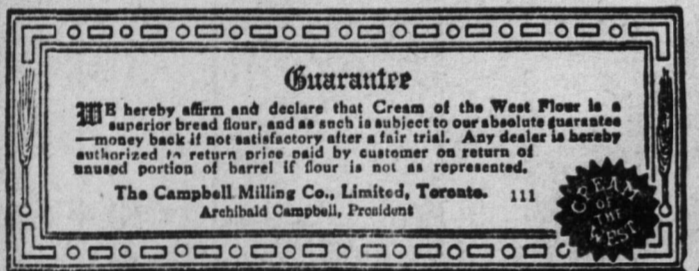 Guarantee
WE hereby affirm and declare that Cream of the West Flour is a
superior bread flour, and as such is subject to our absolute guarantee
—money back if not satisfactory after a fair trial. Any dealer is hereby
authorized to return price paid by customer on return of
unused portion of barrel if flour is not as represented.
The Campbell Milling Co., Limited, Toronto. 111
Archibald Campbell, President
CREAM
OF
THE
WEST